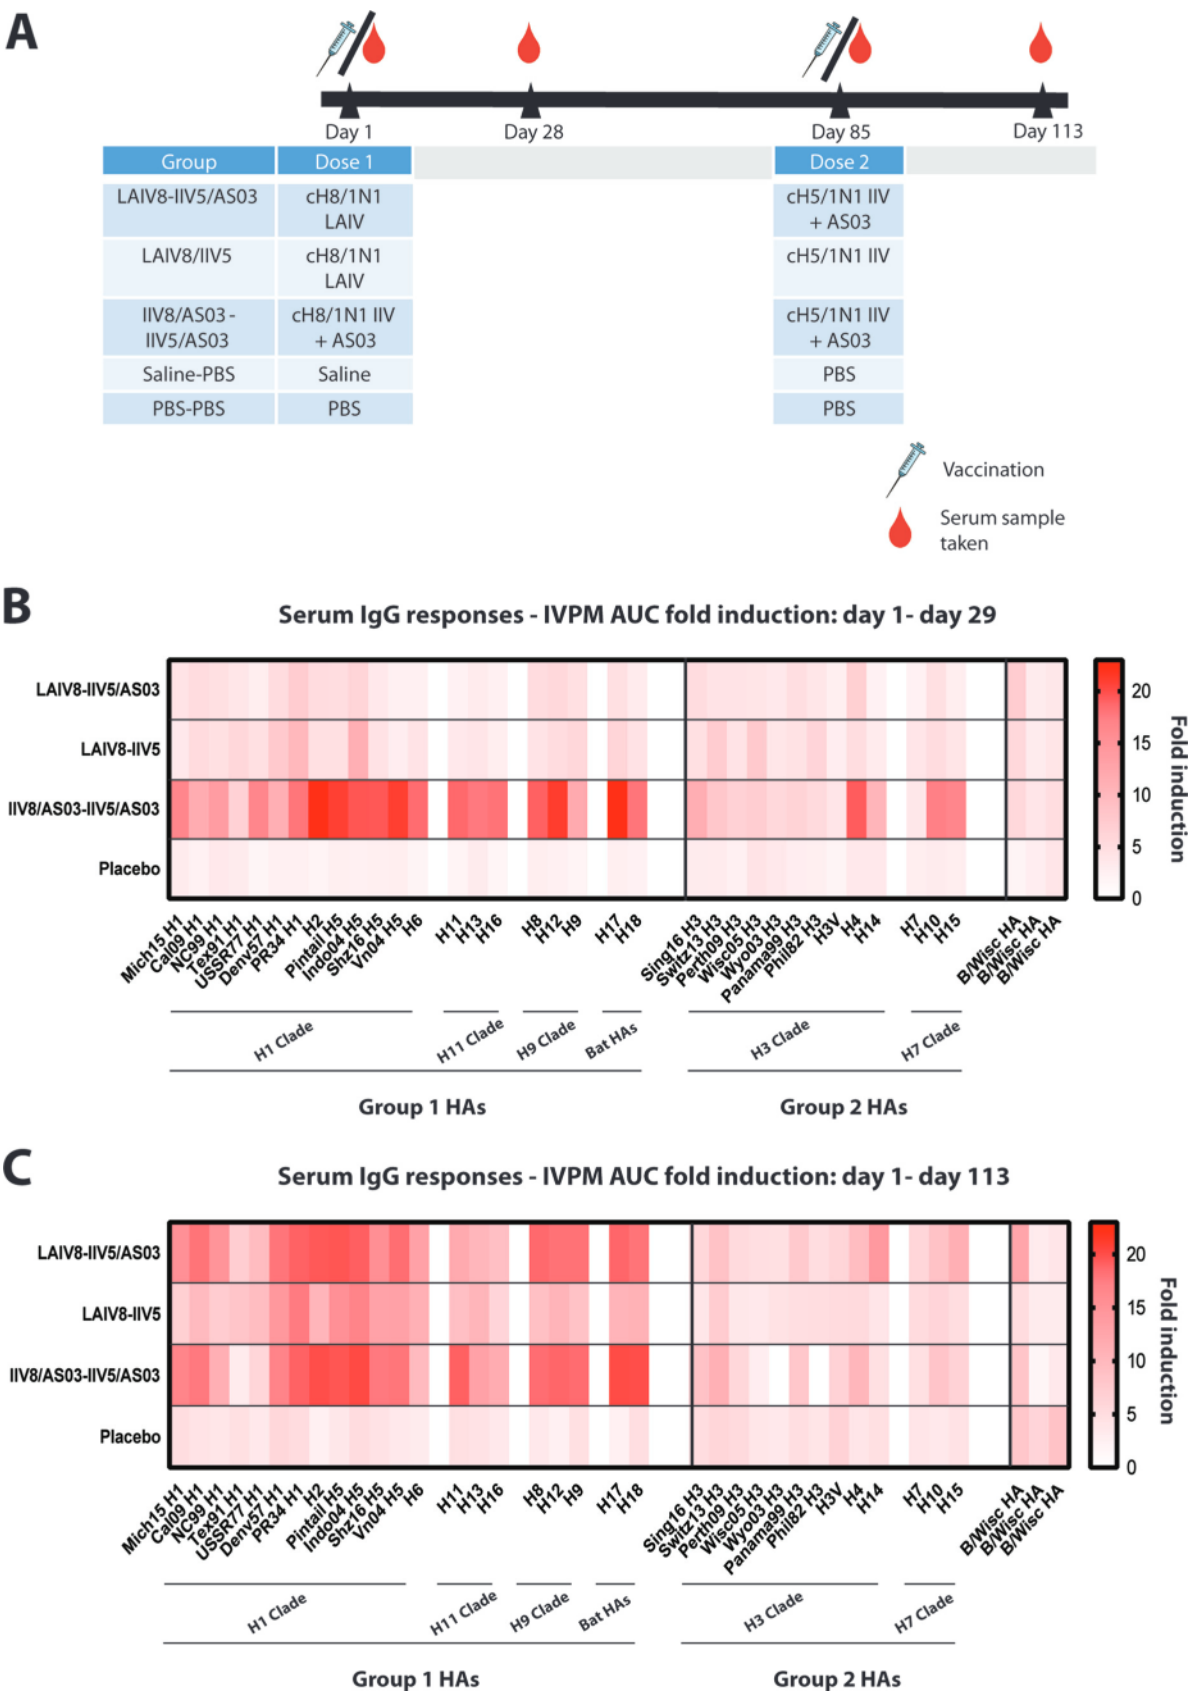 A
Day 1
Day 28
Day 85
Day 113
Group
Dose 1
Dose 2
LAIV8-IIV5/AS03
cH8/1N1
LAIV
cH5/1N1 IIV
+ AS03
LAIV8/IIV5
cH8/1N1
LAIV
cH5/1N1 IIV
IIV8/AS03 -
IIV5/AS03
cH8/1N1 IIV
+ AS03
cH5/1N1 IIV
+ AS03
Saline-PBS
Saline
PBS
PBS-PBS
PBS
PBS
Vaccination
Serum sample
taken
B
Serum IgG responses - IVPM AUC fold induction: day 1- day 29
LAIV8-IIV5/AS03
LAIV8-IIV5
IIV8/AS03-IIV5/AS03
Placebo
20
15
10
5
0
Fold induction
Mich15 H1
Cal09 H1
NC99 H1
Tex91 H1
USSR77 H1
Denv57 H1
PR34 H1
H2
Pintail H5
Indo04 H5
Shz16 H5
Vn04 H5
H6
H11
H13
H16
H8
H12
H9
H17
H18
Sing16 H3
Switz13 H3
Perth09 H3
Wisc05 H3
Wyo03 H3
Panama99 H3
Phil82 H3
H3V
H4
H14
H7
H10
H15
B/Wisc HA
B/Wisc HA
B/Wisc HA
H1 Clade
H11 Clade
H9 Clade
Bat HAs
H3 Clade
H7 Clade
Group 1 HAs
Group 2 HAs
C
Serum IgG responses - IVPM AUC fold induction: day 1- day 113
LAIV8-IIV5/AS03
LAIV8-IIV5
IIV8/AS03-IIV5/AS03
Placebo
20
15
10
5
0
Fold induction
Mich15 H1
Cal09 H1
NC99 H1
Tex91 H1
USSR77 H1
Denv57 H1
PR34 H1
H2
Pintail H5
Indo04 H5
Shz16 H5
Vn04 H5
H6
H11
H13
H16
H8
H12
H9
H17
H18
Sing16 H3
Switz13 H3
Perth09 H3
Wisc05 H3
Wyo03 H3
Panama99 H3
Phil82 H3
H3V
H4
H14
H7
H10
H15
B/Wisc HA
B/Wisc HA
B/Wisc HA
H1 Clade
H11 Clade
H9 Clade
Bat HAs
H3 Clade
H7 Clade
Group 1 HAs
Group 2 HAs